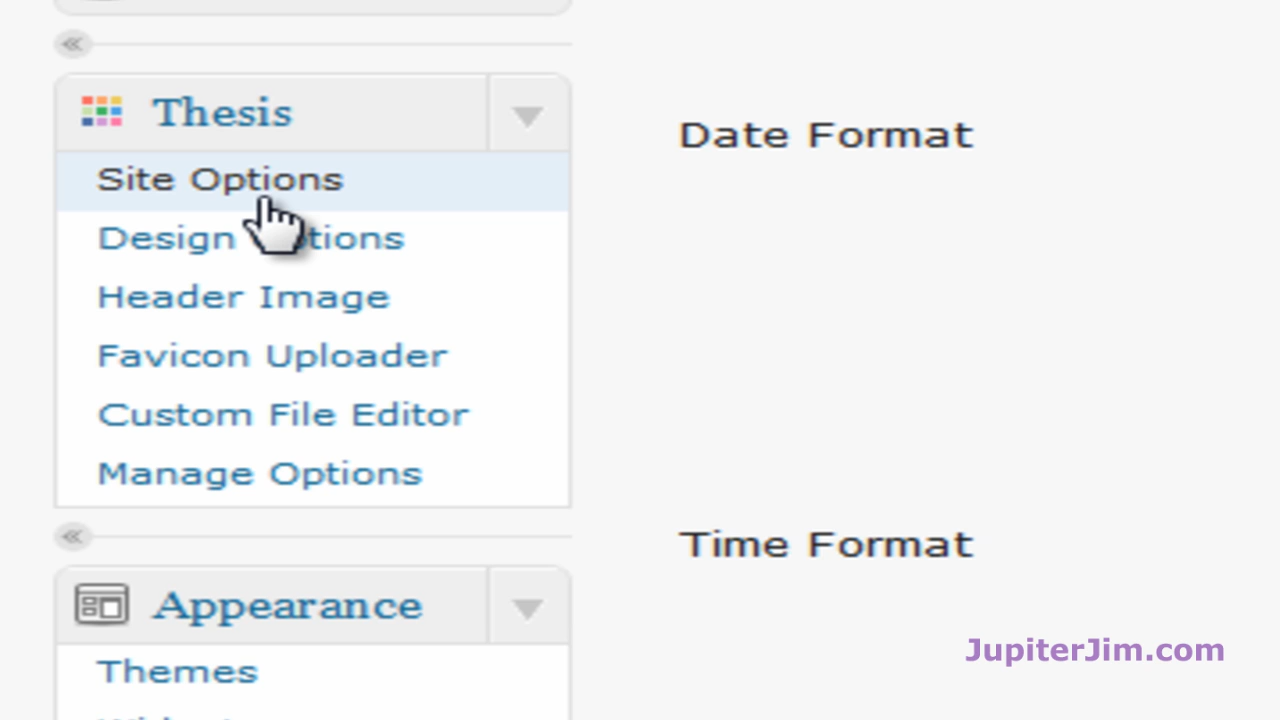 Thesis
Site Options
Design Options
Header Image
Favicon Uploader
Custom File Editor
Manage Options
Appearance
Themes
Date Format
Time Format
JupiterJim.com